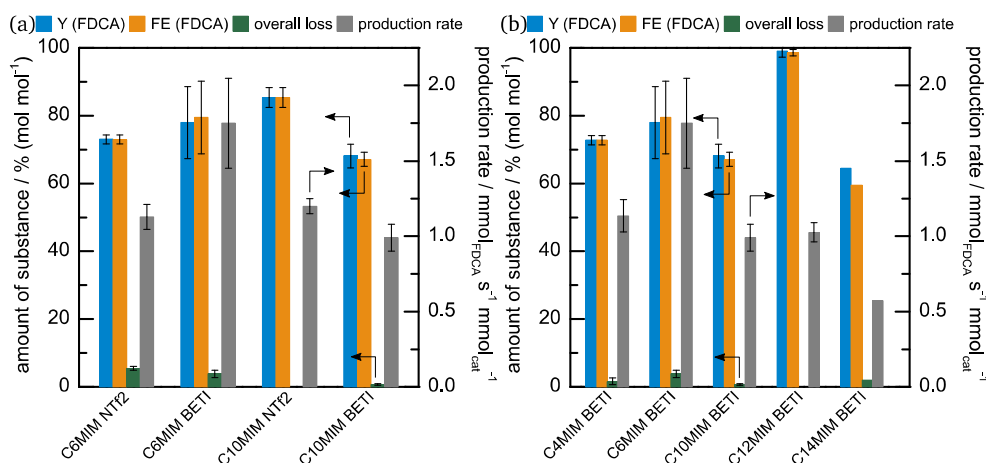 (a) Y (FDCA) FE (FDCA) overall loss production rate
100
80
60
40
20
0
amount of substance / % (mol mol⁻¹)
2.0
1.5
1.0
0.5
0.0
production rate / mmol_FDCA s⁻¹ mmol_cat⁻¹
C6MIM NTf2
C6MIM BETI
C10MIM NTf2
C10MIM BETI
(b) Y (FDCA) FE (FDCA) overall loss production rate
100
80
60
40
20
0
amount of substance / % (mol mol⁻¹)
2.0
1.5
1.0
0.5
0.0
production rate / mmol_FDCA s⁻¹ mmol_cat⁻¹
C4MIM BETI
C6MIM BETI
C10MIM BETI
C12MIM BETI
C14MIM BETI